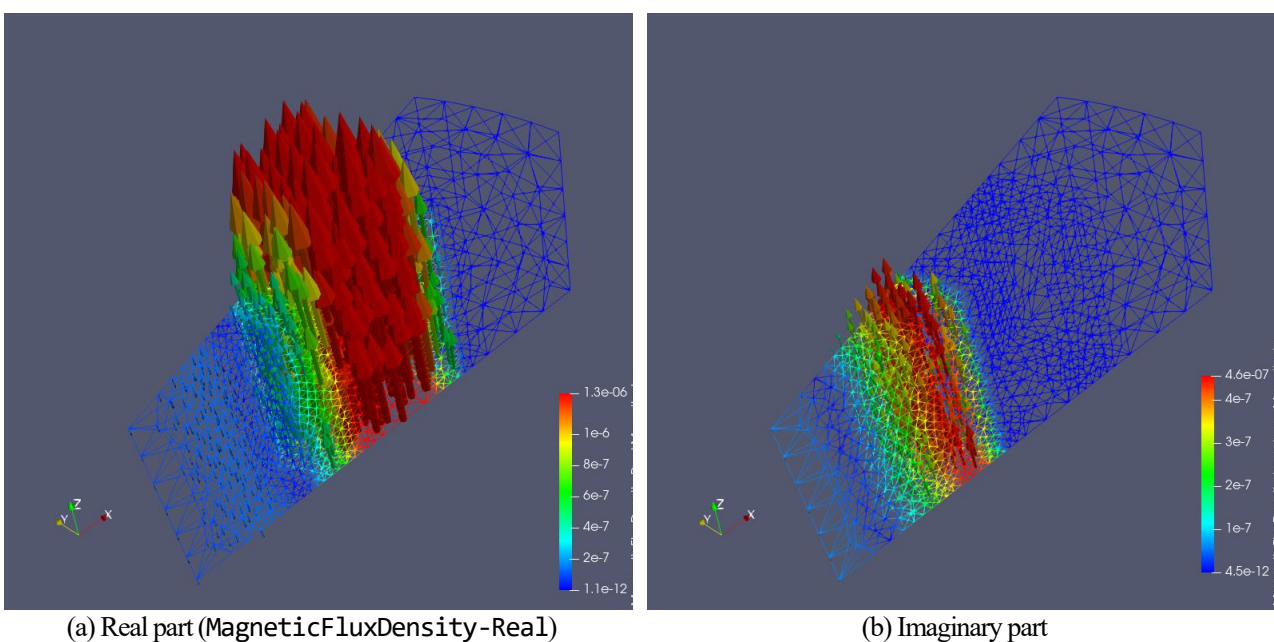 1.3e-06
1e-6
8e-7
6e-7
4e-7
2e-7
1.1e-12
Z
Y
X
4.6e-07
4e-7
3e-7
2e-7
1e-7
4.5e-12
Z
Y
X
(a) Real part (MagneticFluxDensity-Real)
(b) Imaginary part